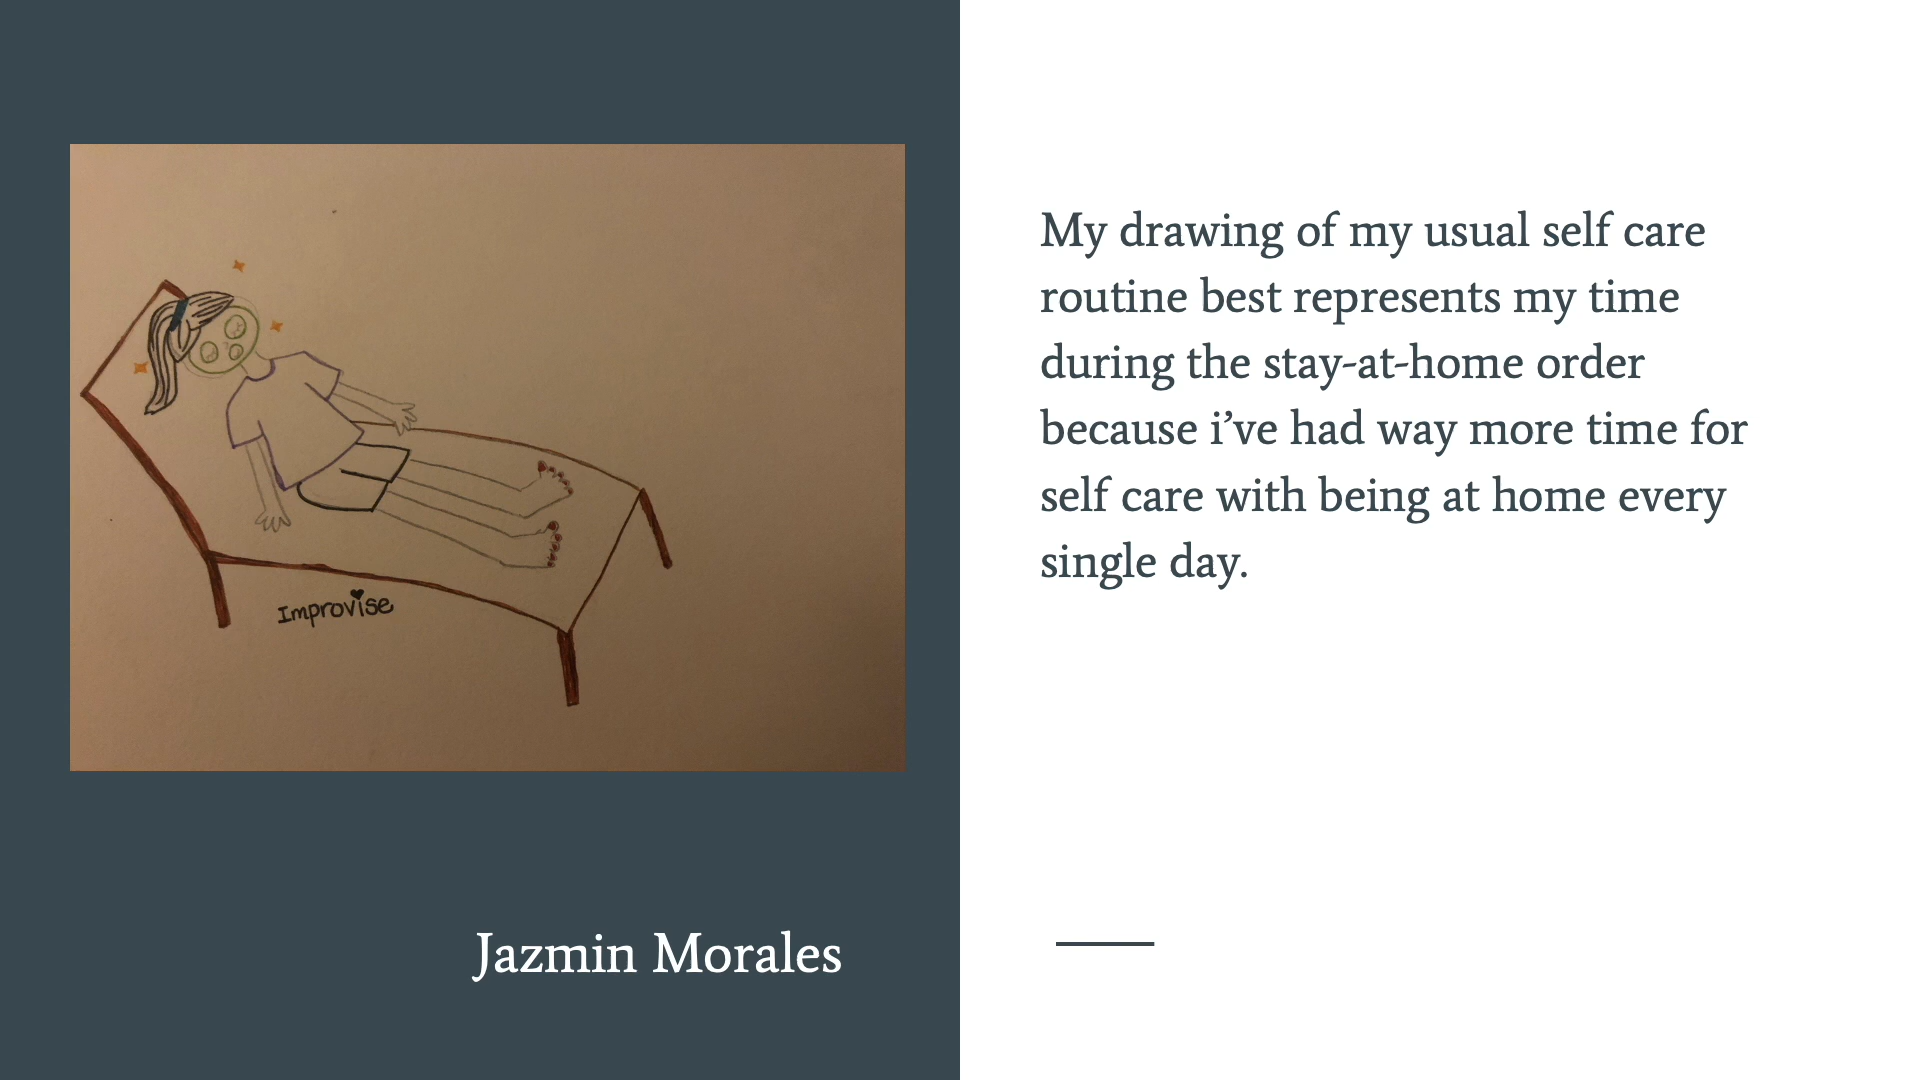 Improvise
Jazmin Morales
My drawing of my usual self care
routine best represents my time
during the stay-at-home order
because i’ve had way more time for
self care with being at home every
single day.